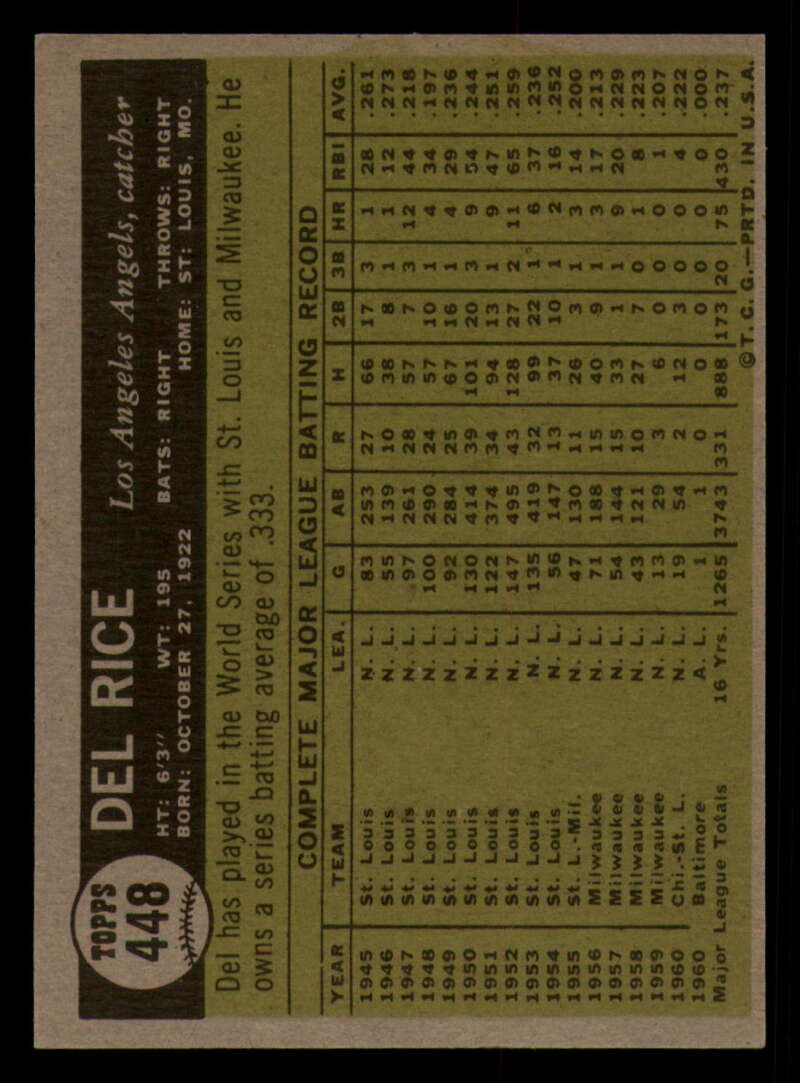 TOPPS
448
DEL RICE Los Angeles Angels, catcher
HT: 6'3" WT: 195 BATS: RIGHT THROWS: RIGHT
BORN: OCTOBER 27, 1922 HOME: ST: LOUIS, MO.
Del has played in the World Series with St. Louis and Milwaukee. He
owns a series batting average of .333.
COMPLETE MAJOR LEAGUE BATTING RECORD
YEAR TEAM LEA. G AB R H 2B 3B HR RBI AVG.
1945 St. Louis N. L. 83 253 27 66 17 3 1 28 .261
1946 St. Louis N. L. 55 139 10 38 8 1 1 12 .273
1947 St. Louis N. L. 97 261 28 57 7 3 12 44 .218
1948 St. Louis N. L. 100 290 24 57 10 1 4 34 .197
1949 St. Louis N. L. 92 284 25 67 16 1 4 29 .236
1950 St. Louis N. L. 130 414 39 101 20 3 9 54 .244
1951 St. Louis N. L. 122 374 34 94 13 1 9 47 .251
1952 St. Louis N. L. 147 495 43 128 27 2 11 65 .259
1953 St. Louis N. L. 135 419 32 99 22 1 6 37 .236
1954 St. Louis N. L. 56 147 13 37 10 1 2 16 .252
1955 St. L.-Mil. N. L. 47 130 11 26 3 1 3 14 .200
1956 Milwaukee N. L. 71 188 15 40 9 1 3 17 .213
1957 Milwaukee N. L. 54 144 15 33 1 1 9 20 .229
1958 Milwaukee N. L. 43 121 10 27 7 0 1 8 .223
1959 Milwaukee N. L. 13 29 3 6 0 0 0 1 .207
1960 Chi.-St. L. N. L. 19 54 2 12 3 0 0 4 .222
1960 Baltimore A. L. 1 1 0 0 0 0 0 0 .000
Major League Totals 16 Yrs. 1265 3743 331 888 173 20 75 430 .237
© T. C. G.—PRTD. IN U.S.A.